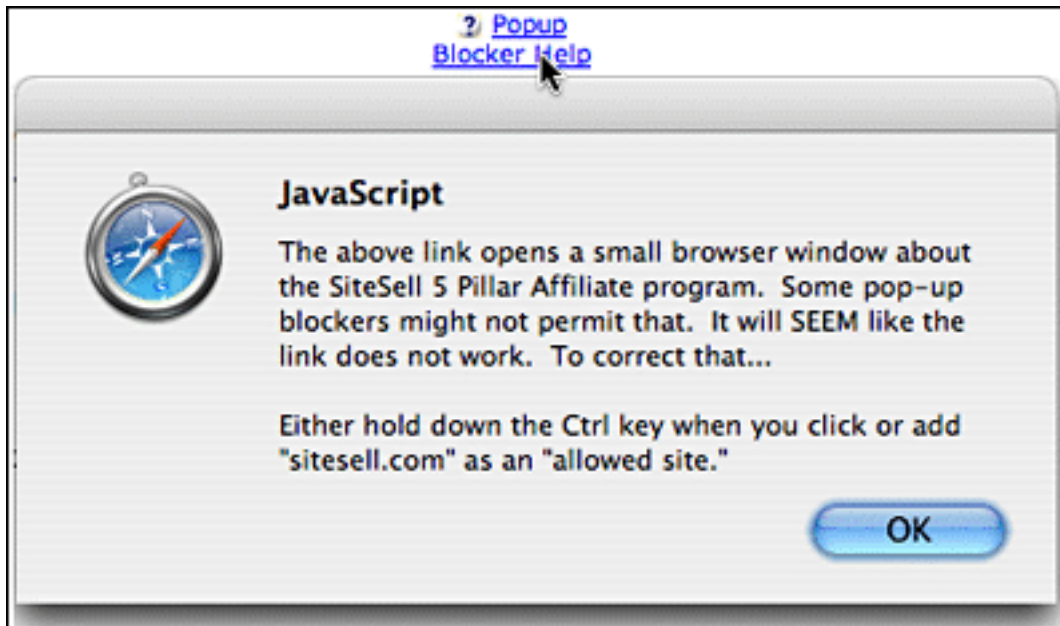 ? Popup
Blocker Help
JavaScript
The above link opens a small browser window about
the SiteSell 5 Pillar Affiliate program.  Some pop-up
blockers might not permit that.  It will SEEM like the
link does not work.  To correct that...
Either hold down the Ctrl key when you click or add
"sitesell.com" as an "allowed site."
OK